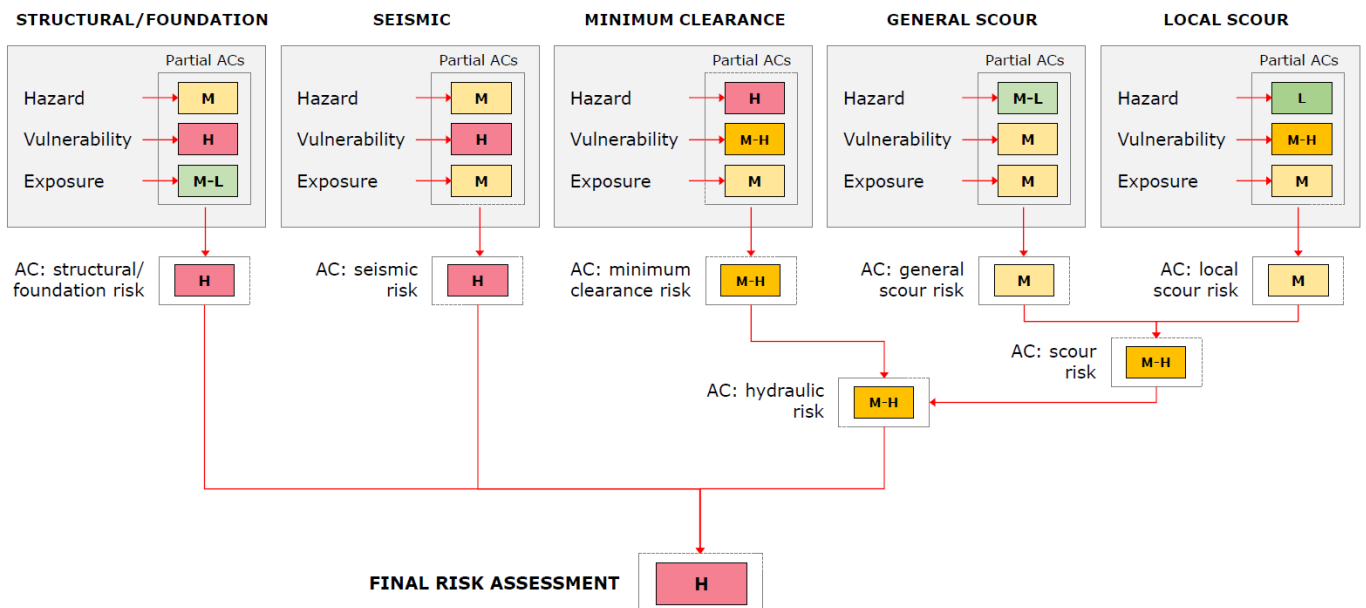 STRUCTURAL/FOUNDATION
Partial ACs
Hazard M
Vulnerability H
Exposure M-L
AC: structural/
foundation risk
H
SEISMIC
Partial ACs
Hazard M
Vulnerability H
Exposure M
AC: seismic
risk
H
MINIMUM CLEARANCE
Partial ACs
Hazard H
Vulnerability M-H
Exposure M
AC: minimum
clearance risk
M-H
GENERAL SCOUR
Partial ACs
Hazard M-L
Vulnerability M
Exposure M
AC: general
scour risk
M
LOCAL SCOUR
Partial ACs
Hazard L
Vulnerability M-H
Exposure M
AC: local
scour risk
M
AC: scour
risk
M-H
AC: hydraulic
risk
M-H
FINAL RISK ASSESSMENT H